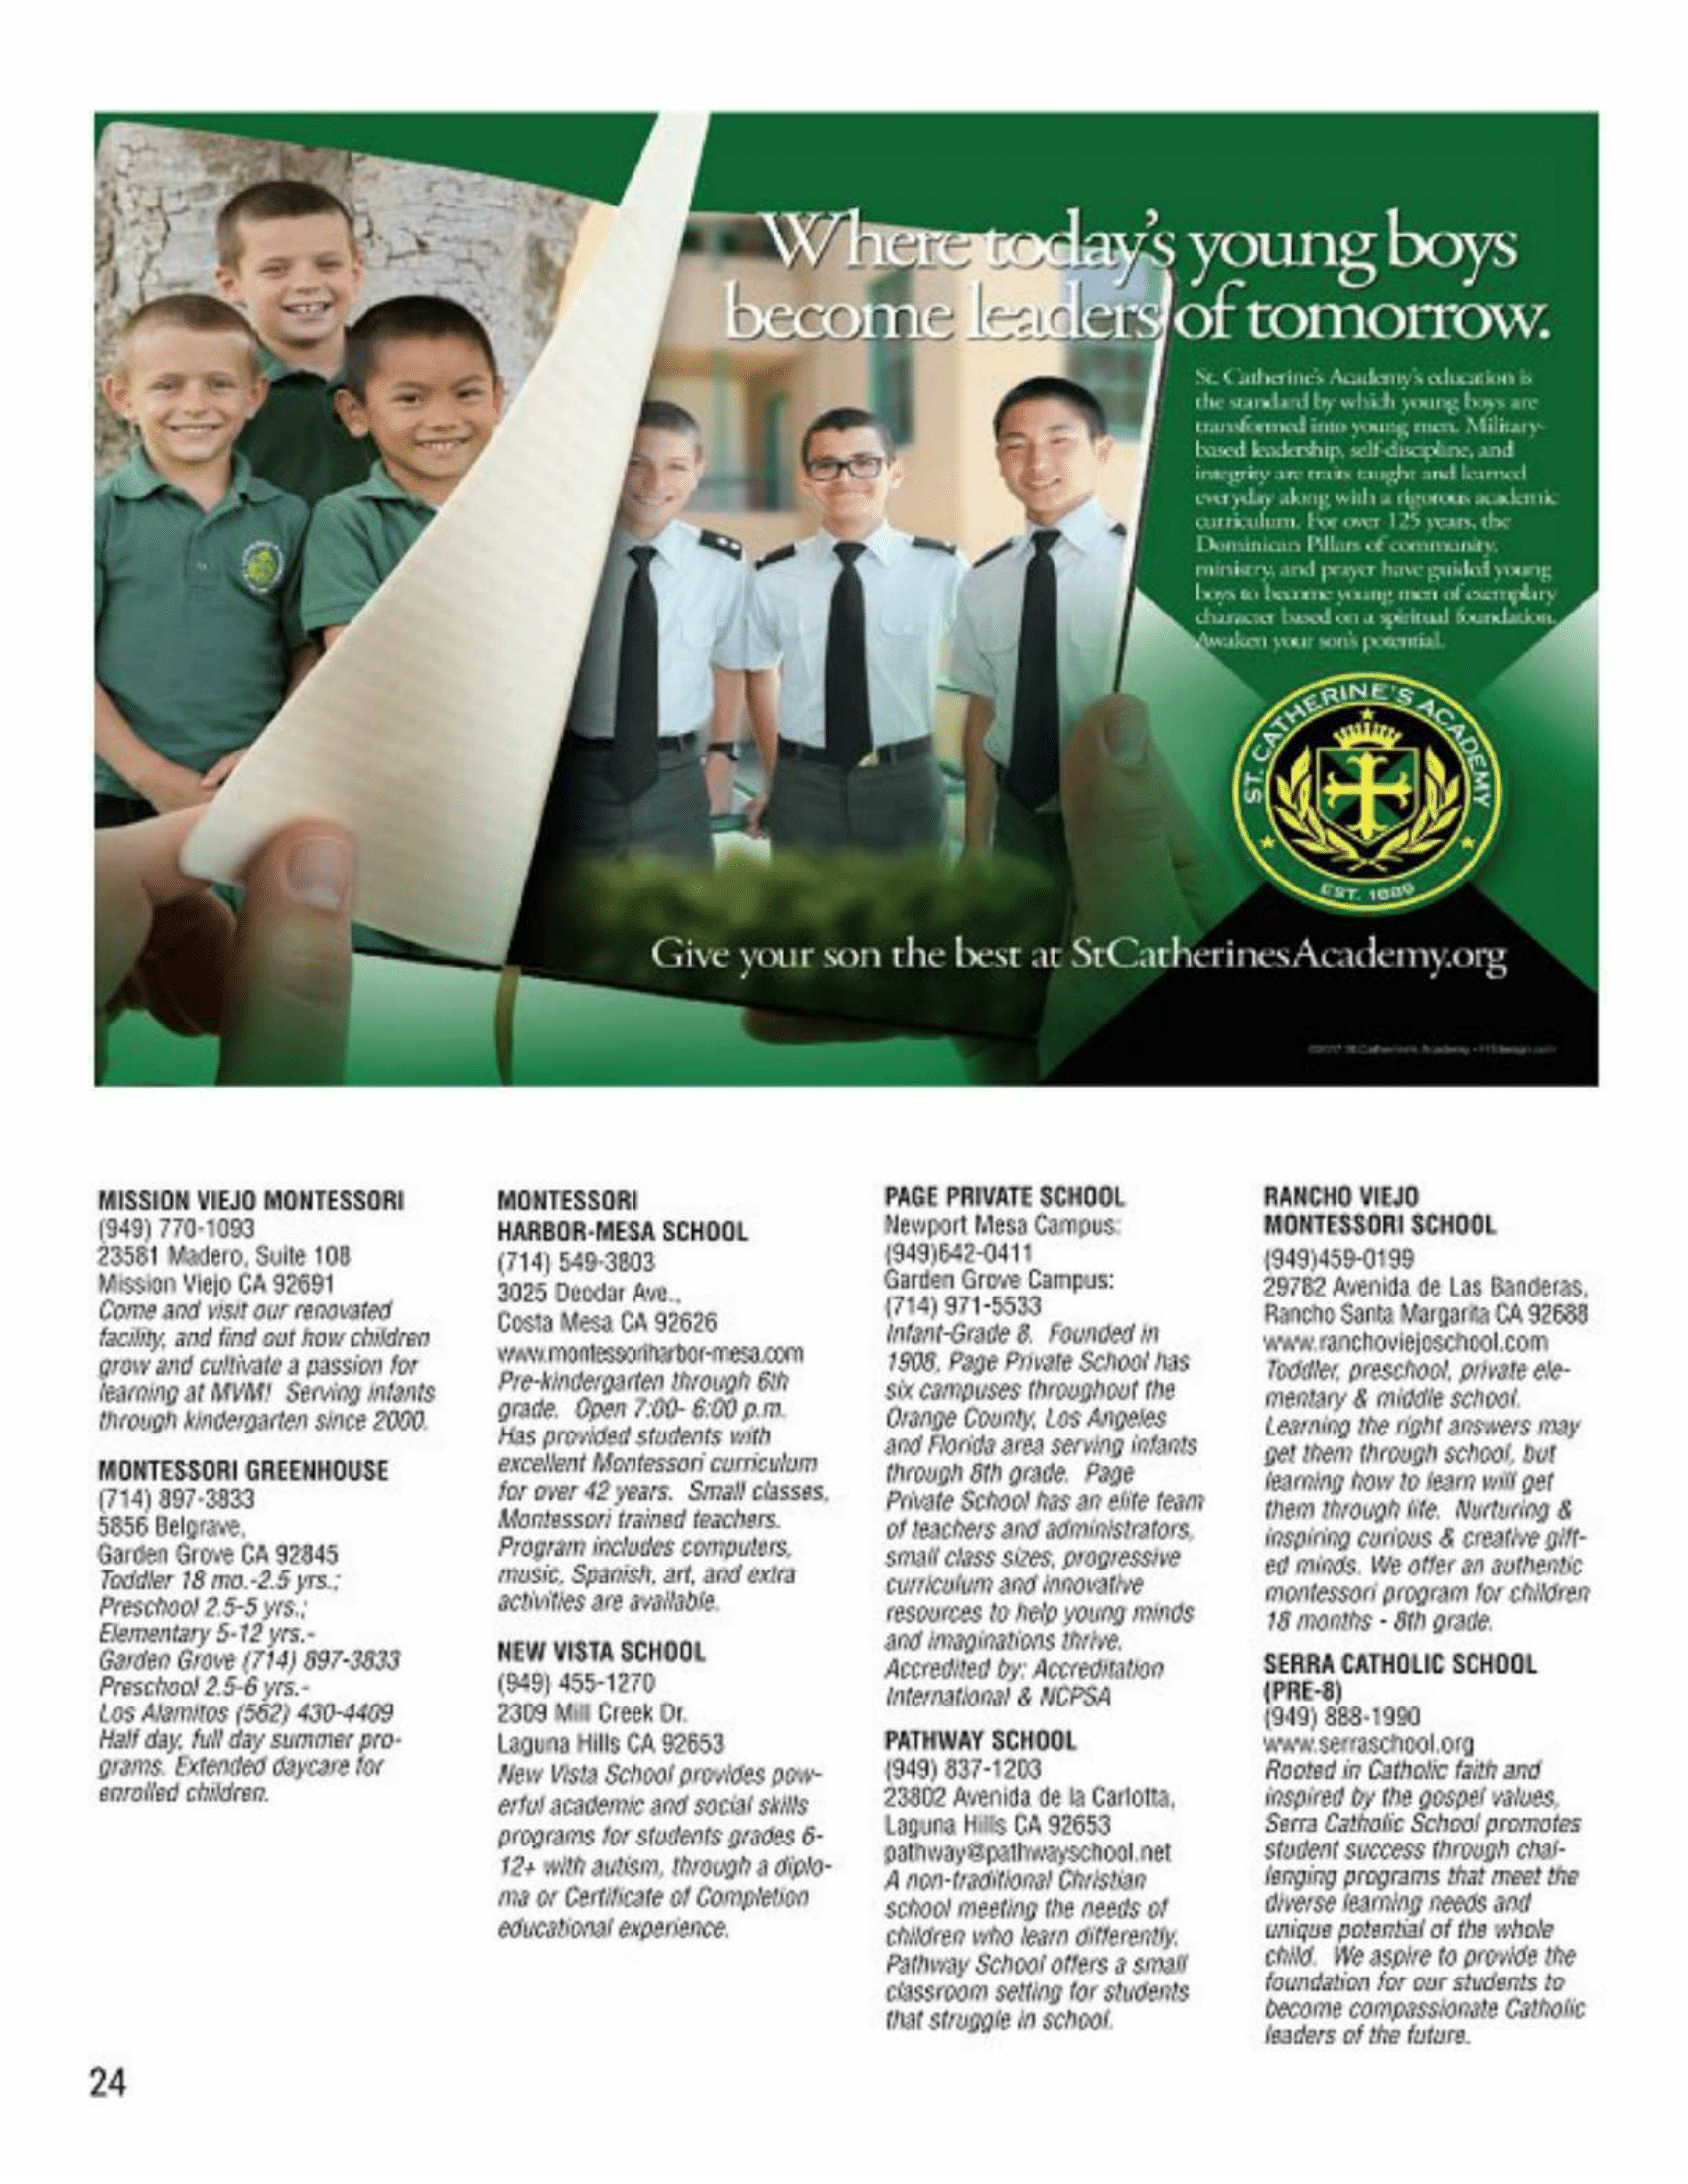 Where today's young boys
become leaders of tomorrow.
St. Catherine's Academy's education is
the standard by which young boys are
transformed into young men. Military-
based leadership, self-discipline, and
integrity are traits taught and learned
everyday along with a rigorous academic
curriculum. For over 125 years, the
Dominican Pillars of community,
ministry, and prayer have guided young
boys to become young men of exemplary
character based on a spiritual foundation.
Awaken your son's potential.
ST. CATHERINE'S ACADEMY
EST. 1889
Give your son the best at StCatherinesAcademy.org
MISSION VIEJO MONTESSORI
(949) 770-1093
23581 Madero, Suite 108
Mission Viejo CA 92691
Come and visit our renovated
facility, and find out how children
grow and cultivate a passion for
learning at MVM! Serving infants
through kindergarten since 2000.
MONTESSORI GREENHOUSE
(714) 897-3833
5856 Belgrave,
Garden Grove CA 92845
Toddler 18 mo.-2.5 yrs.;
Preschool 2.5-5 yrs.;
Elementary 5-12 yrs.-
Garden Grove (714) 897-3833
Preschool 2.5-6 yrs.-
Los Alamitos (562) 430-4409
Half day, full day summer pro-
grams. Extended daycare for
enrolled children.
MONTESSORI
HARBOR-MESA SCHOOL
(714) 549-3803
3025 Deodar Ave.,
Costa Mesa CA 92626
www.montessoriharbor-mesa.com
Pre-kindergarten through 6th
grade. Open 7:00- 6:00 p.m.
Has provided students with
excellent Montessori curriculum
for over 42 years. Small classes,
Montessori trained teachers.
Program includes computers,
music, Spanish, art, and extra
activities are available.
NEW VISTA SCHOOL
(949) 455-1270
2309 Mill Creek Dr.
Laguna Hills CA 92653
New Vista School provides pow-
erful academic and social skills
programs for students grades 6-
12+ with autism, through a diplo-
ma or Certificate of Completion
educational experience.
PAGE PRIVATE SCHOOL
Newport Mesa Campus:
(949)642-0411
Garden Grove Campus:
(714) 971-5533
Infant-Grade 8. Founded in
1908, Page Private School has
six campuses throughout the
Orange County, Los Angeles
and Florida area serving infants
through 8th grade. Page
Private School has an elite team
of teachers and administrators,
small class sizes, progressive
curriculum and innovative
resources to help young minds
and imaginations thrive.
Accredited by: Accreditation
International & NCPSA
PATHWAY SCHOOL
(949) 837-1203
23802 Avenida de la Carlotta,
Laguna Hills CA 92653
pathway@pathwayschool.net
A non-traditional Christian
school meeting the needs of
children who learn differently.
Pathway School offers a small
classroom setting for students
that struggle in school.
RANCHO VIEJO
MONTESSORI SCHOOL
(949)459-0199
29782 Avenida de Las Banderas,
Rancho Santa Margarita CA 92688
www.ranchoviejoschool.com
Toddler, preschool, private ele-
mentary & middle school.
Learning the right answers may
get them through school, but
learning how to learn will get
them through life. Nurturing &
inspiring curious & creative gift-
ed minds. We offer an authentic
montessori program for children
18 months - 8th grade.
SERRA CATHOLIC SCHOOL
(PRE-8)
(949) 888-1990
www.serraschool.org
Rooted in Catholic faith and
inspired by the gospel values,
Serra Catholic School promotes
student success through chal-
lenging programs that meet the
diverse learning needs and
unique potential of the whole
child. We aspire to provide the
foundation for our students to
become compassionate Catholic
leaders of the future.
24